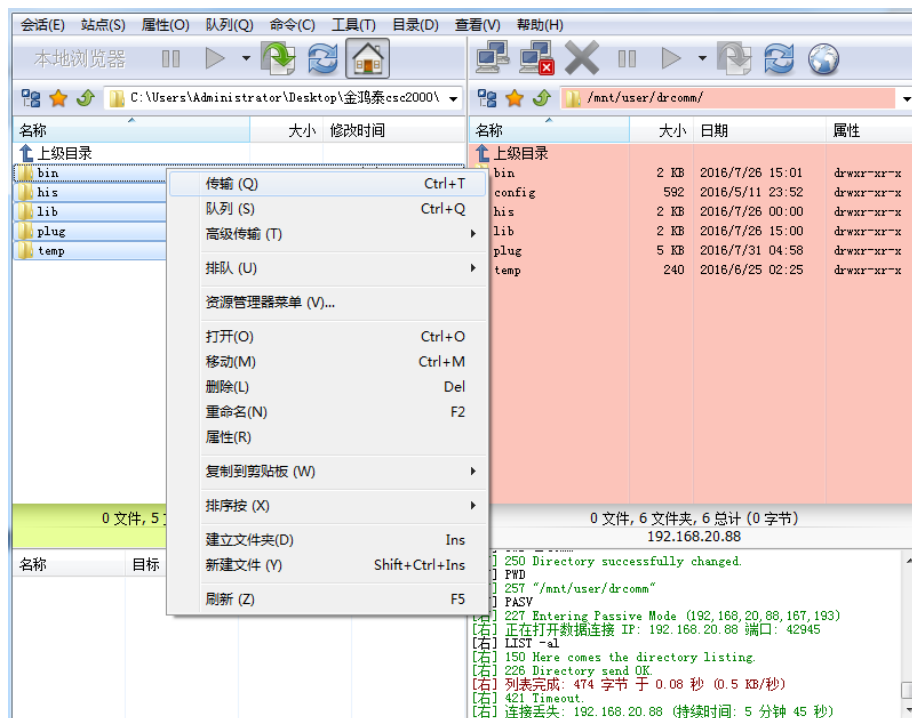 会话(E) 站点(S) 属性(O) 队列(Q) 命令(C) 工具(T) 目录(D) 查看(V) 帮助(H)
本地浏览器
C:\Users\Administrator\Desktop\金鸿泰csc2000\
/mnt/user/drcomm/
名称 大小 修改时间
名称 大小 日期 属性
上级目录
bin
his
lib
plug
temp
上级目录
bin 2 KB 2016/7/26 15:01 drwxr-xr-x
config 592 2016/5/11 23:52 drwxr-xr-x
his 2 KB 2016/7/26 00:00 drwxr-xr-x
lib 2 KB 2016/7/26 15:00 drwxr-xr-x
plug 5 KB 2016/7/31 04:58 drwxr-xr-x
temp 240 2016/6/25 02:25 drwxr-xr-x
传输 (Q) Ctrl+T
队列 (S) Ctrl+Q
高级传输 (T)
排队 (U)
资源管理器菜单 (V)...
打开(O) Ctrl+O
移动(M) Ctrl+M
删除(L) Del
重命名(N) F2
属性(R)
复制到剪贴板 (W)
排序按 (X)
建立文件夹(D) Ins
新建文件 (Y) Shift+Ctrl+Ins
刷新 (Z) F5
0 文件, 5
0 文件, 6 文件夹, 6 总计 (0 字节)
192.168.20.88
名称 目标
250 Directory successfully changed.
PWD
257 "/mnt/user/drcomm"
PASV
227 Entering Passive Mode (192,168,20,88,167,193)
[右] 正在打开数据连接 IP: 192.168.20.88 端口: 42945
[右] LIST -al
[右] 150 Here comes the directory listing.
[右] 226 Directory send OK.
[右] 列表完成: 474 字节 于 0.08 秒 (0.5 KB/秒)
[右] 421 Timeout.
[右] 连接丢失: 192.168.20.88 (持续时间: 5 分钟 45 秒)